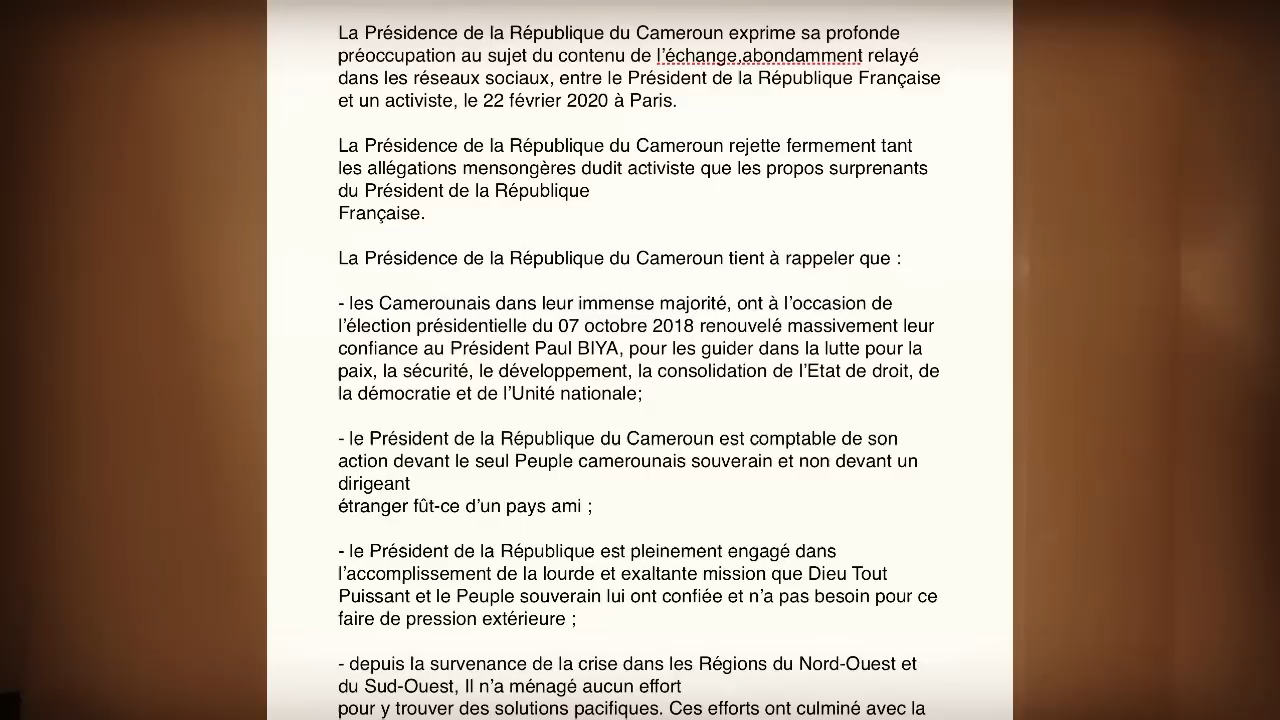 La Présidence de la République du Cameroun exprime sa profonde
préoccupation au sujet du contenu de l’échange,abondamment relayé
dans les réseaux sociaux, entre le Président de la République Française
et un activiste, le 22 février 2020 à Paris.
La Présidence de la République du Cameroun rejette fermement tant
les allégations mensongères dudit activiste que les propos surprenants
du Président de la République
Française.
La Présidence de la République du Cameroun tient à rappeler que :
- les Camerounais dans leur immense majorité, ont à l’occasion de
l’élection présidentielle du 07 octobre 2018 renouvelé massivement leur
confiance au Président Paul BIYA, pour les guider dans la lutte pour la
paix, la sécurité, le développement, la consolidation de l’Etat de droit, de
la démocratie et de l’Unité nationale;
- le Président de la République du Cameroun est comptable de son
action devant le seul Peuple camerounais souverain et non devant un
dirigeant
étranger fût-ce d’un pays ami ;
- le Président de la République est pleinement engagé dans
l’accomplissement de la lourde et exaltante mission que Dieu Tout
Puissant et le Peuple souverain lui ont confiée et n’a pas besoin pour ce
faire de pression extérieure ;
- depuis la survenance de la crise dans les Régions du Nord-Ouest et
du Sud-Ouest, Il n’a ménagé aucun effort
pour y trouver des solutions pacifiques. Ces efforts ont culminé avec la